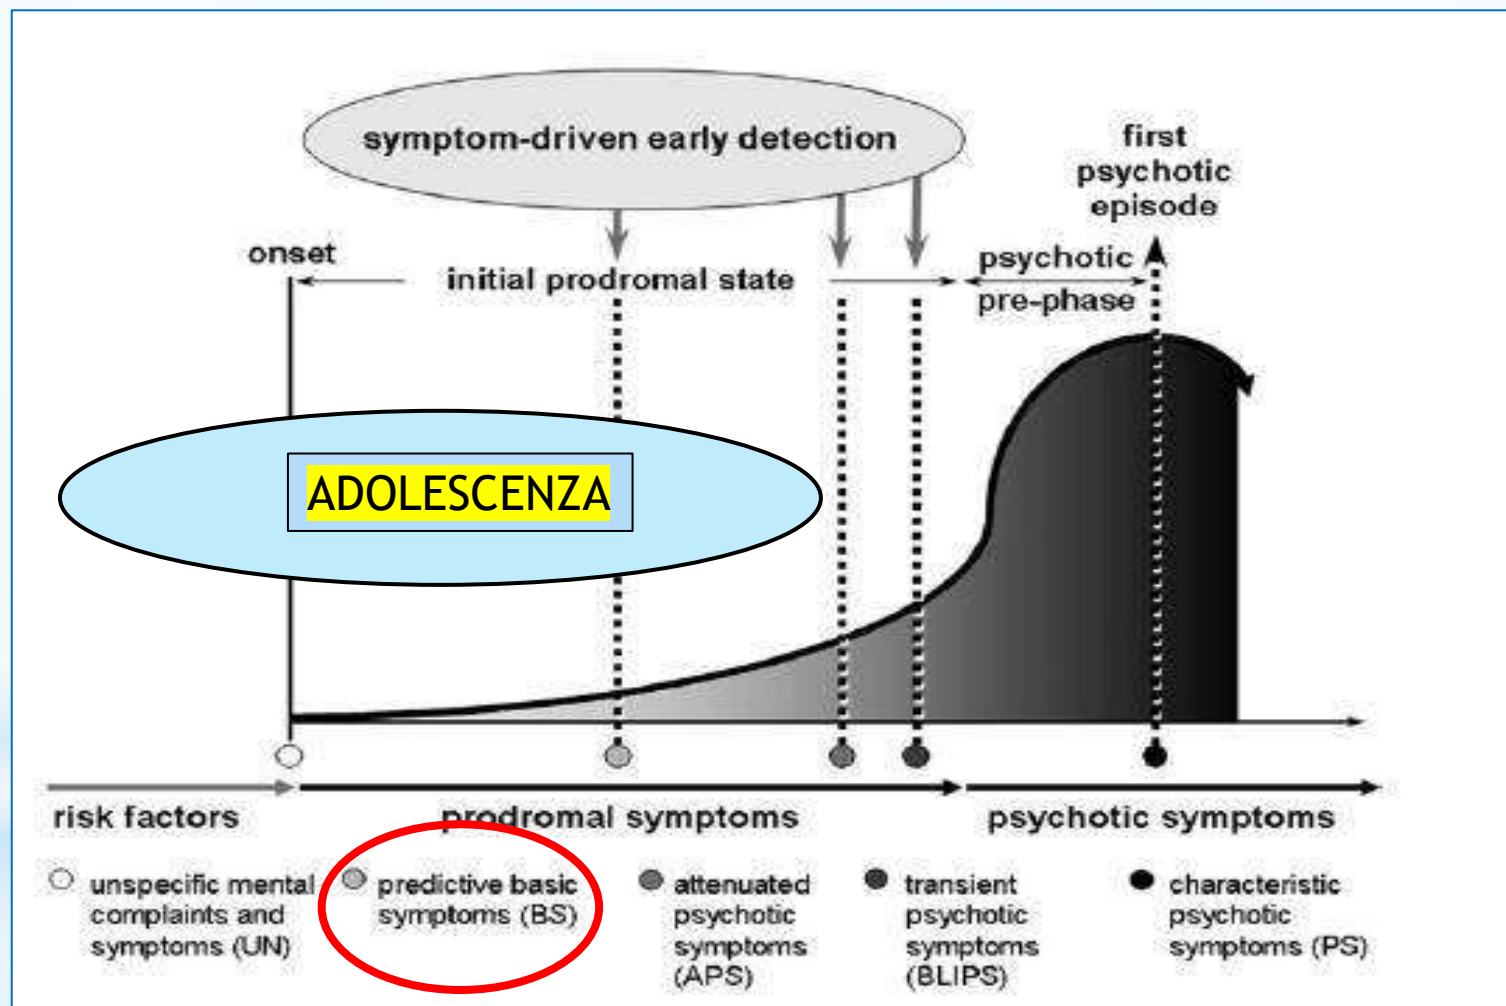 symptom-driven early detection
first
psychotic
episode
onset
initial prodromal state
psychotic
pre-phase
ADOLESCENZA
risk factors
prodromal symptoms
psychotic symptoms
unspecific mental
complaints and
symptoms (UN)
predictive basic
symptoms (BS)
attenuated
psychotic
symptoms
(APS)
transient
psychotic
symptoms
(BLIPS)
characteristic
psychotic
symptoms (PS)